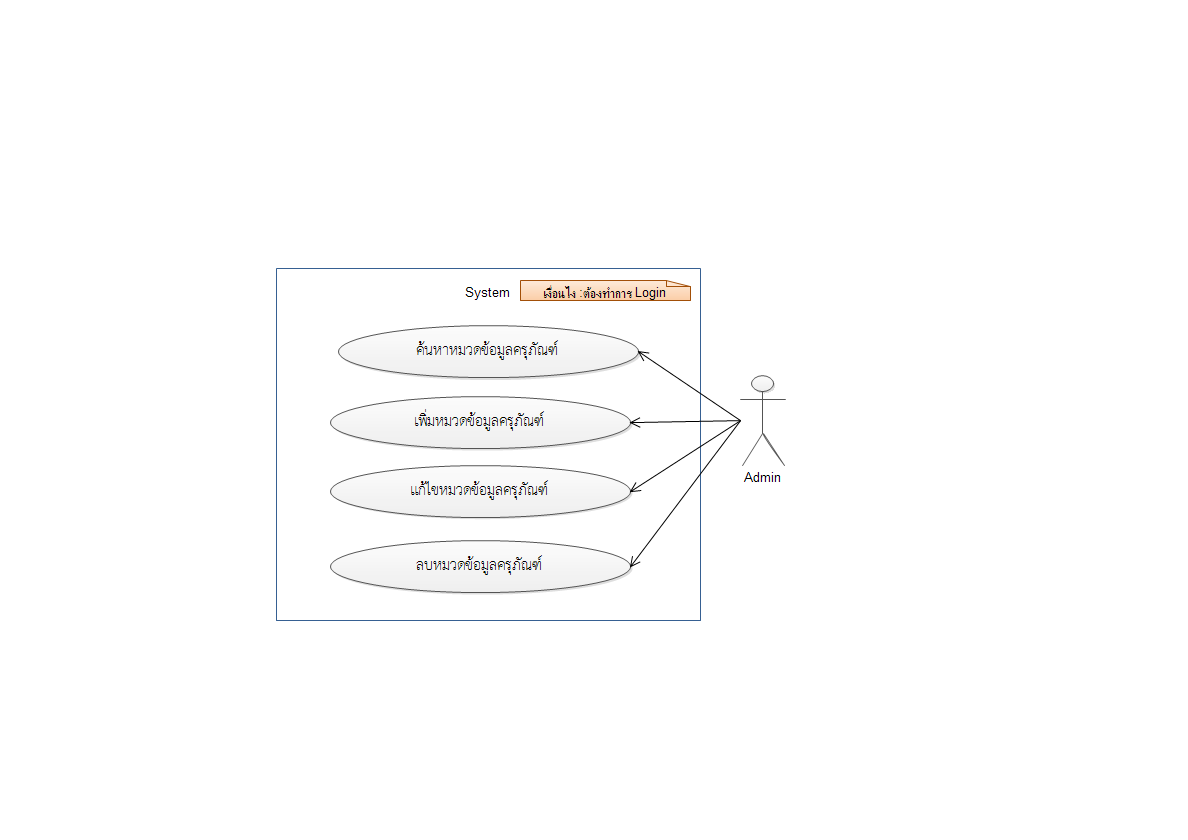 System
เงื่อนไง :ต้องทำการ Login
ค้นหาหมวดข้อมูลครุภัณฑ์
เพิ่มหมวดข้อมูลครุภัณฑ์
แก้ไขหมวดข้อมูลครุภัณฑ์
ลบหมวดข้อมูลครุภัณฑ์
Admin